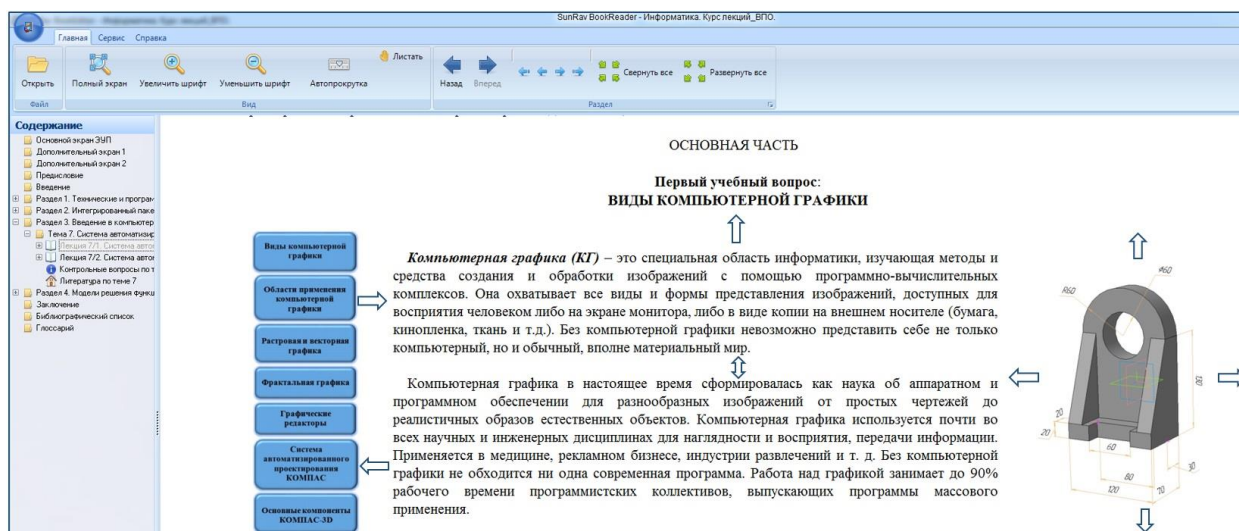 SunRav BookReader - Информатика. Курс лекций_ВПО.
Главная Сервис Справка
Открыть
Полный экран
Увеличить шрифт
Уменьшить шрифт
Автопрокрутка
Листать
Назад
Вперед
Свернуть все
Развернуть все
Файл
Вид
Раздел
Содержание
Основной экран ЭУП
Дополнительный экран 1
Дополнительный экран 2
Предисловие
Введение
Раздел 1. Технические и програм
Раздел 2. Интегрированный паке
Раздел 3. Введение в компьютер
Тема 7. Система автоматизир
Лекция 7/1. Система авто
Лекция 7/2. Система автом
Контрольные вопросы по т
Литература по теме 7
Раздел 4. Модели решения функц
Заключение
Библиографический список
Глоссарий
ОСНОВНАЯ ЧАСТЬ
Первый учебный вопрос:
ВИДЫ КОМПЬЮТЕРНОЙ ГРАФИКИ
Виды компьютерной
графики
Области применения
компьютерной
графики
Растровая и векторная
графика
Фрактальная графика
Графические
редакторы
Система
автоматизированного
проектирования
КОМПАС
Основные компоненты
КОМПАС-3D
Компьютерная графика (КГ) – это специальная область информатики, изучающая методы и
средства создания и обработки изображений с помощью программно-вычислительных
комплексов. Она охватывает все виды и формы представления изображений, доступных для
восприятия человеком либо на экране монитора, либо в виде копии на внешнем носителе (бумага,
кинопленка, ткань и т.д.). Без компьютерной графики невозможно представить себе не только
компьютерный, но и обычный, вполне материальный мир.
Компьютерная графика в настоящее время сформировалась как наука об аппаратном и
программном обеспечении для разнообразных изображений от простых чертежей до
реалистичных образов естественных объектов. Компьютерная графика используется почти во
всех научных и инженерных дисциплинах для наглядности и восприятия, передачи информации.
Применяется в медицине, рекламном бизнесе, индустрии развлечений и т. д. Без компьютерной
графики не обходится ни одна современная программа. Работа над графикой занимает до 90%
рабочего времени программистских коллективов, выпускающих программы массового
применения.
Ф60
R60
130
20
20
60
80
120
30
70